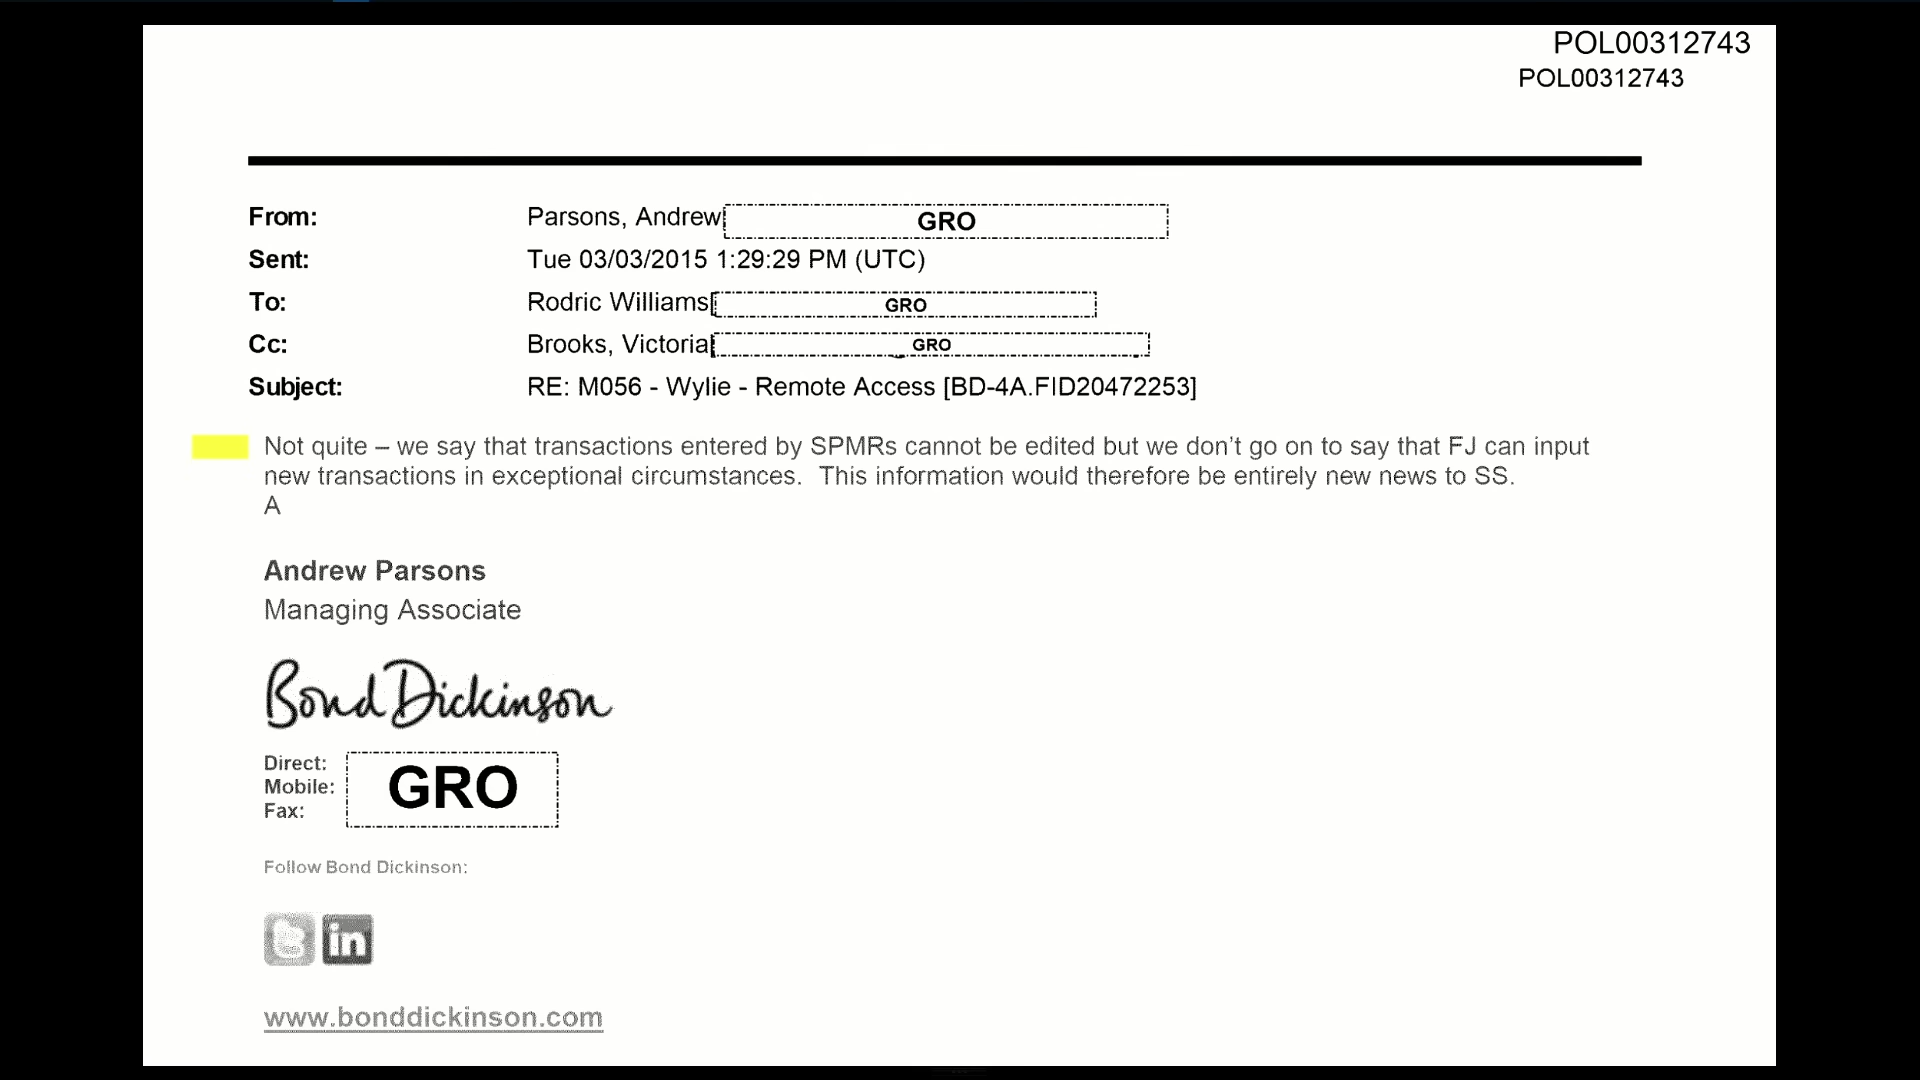 POL00312743
POL00312743
From: Parsons, Andrew GRO
Sent: Tue 03/03/2015 1:29:29 PM (UTC)
To: Rodric Williams[ GRO
Cc: Brooks, Victoria[ GRO
Subject: RE: M056 - Wylie - Remote Access [BD-4A.FID20472253]
Not quite – we say that transactions entered by SPMRs cannot be edited but we don't go on to say that FJ can input
new transactions in exceptional circumstances.  This information would therefore be entirely new news to SS.
A
Andrew Parsons
Managing Associate
Bond Dickinson
Direct:
Mobile:
Fax:
GRO
Follow Bond Dickinson:
in
www.bonddickinson.com